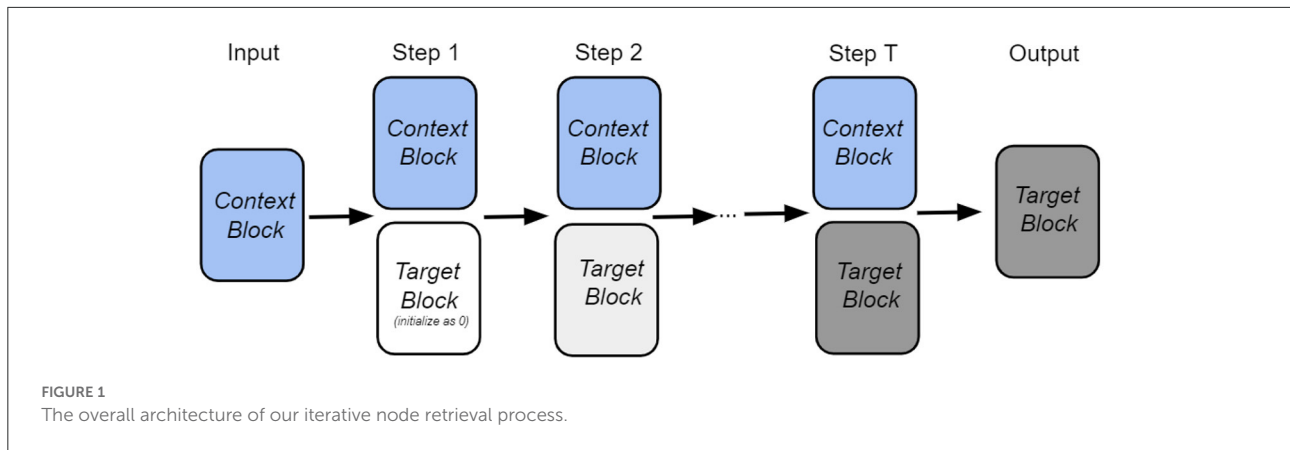 Input
Step 1
Step 2
Step T
Output
Context
Block
Context
Block
Target
Block
(initialize as 0)
Context
Block
Target
Block
...
Context
Block
Target
Block
Target
Block
FIGURE 1
The overall architecture of our iterative node retrieval process.